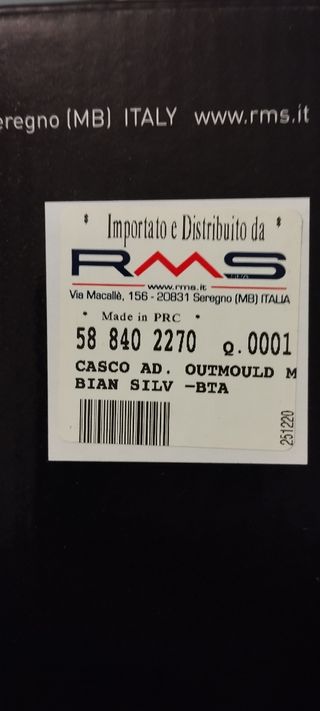 eregno (MB) ITALY www.rms.it
* Importato e Distribuito da *
RMS
www.rms.it
Via Macallè, 156 - 20831 Seregno (MB) ITALIA
* Made in PRC *
58 840 2270 Q.0001
CASCO AD. OUTMOULD M
BIAN SILV -BTA
251220